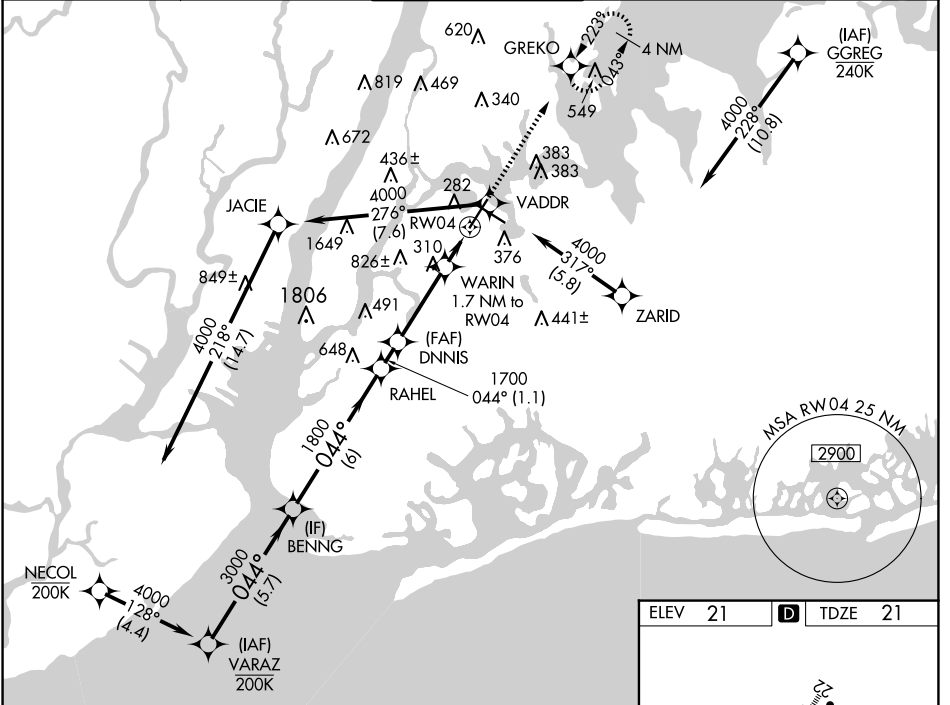 620
GREKO
223°
043°
4 NM
549
(IAF)
GGREG
240K
4000
228°
(10.8)
819
469
340
672
436±
383
383
282
4000
276°
(7.6)
JACIE
VADDR
RW04
1649
826±
310
376
4000
317°
(5.8)
849±
WARIN
1.7 NM to
RW04
ZARID
1806
491
441±
4000
218°
(14.7)
648
(FAF)
DNNIS
RAHEL
1700
044° (1.1)
1800
044°
(6)
MSA RW04 25 NM
2900
(IF)
BENNG
3000
044°
(5.7)
NECOL
200K
4000
128°
(4.4)
(IAF)
VARAZ
200K
ELEV 21
D
TDZE 21
22